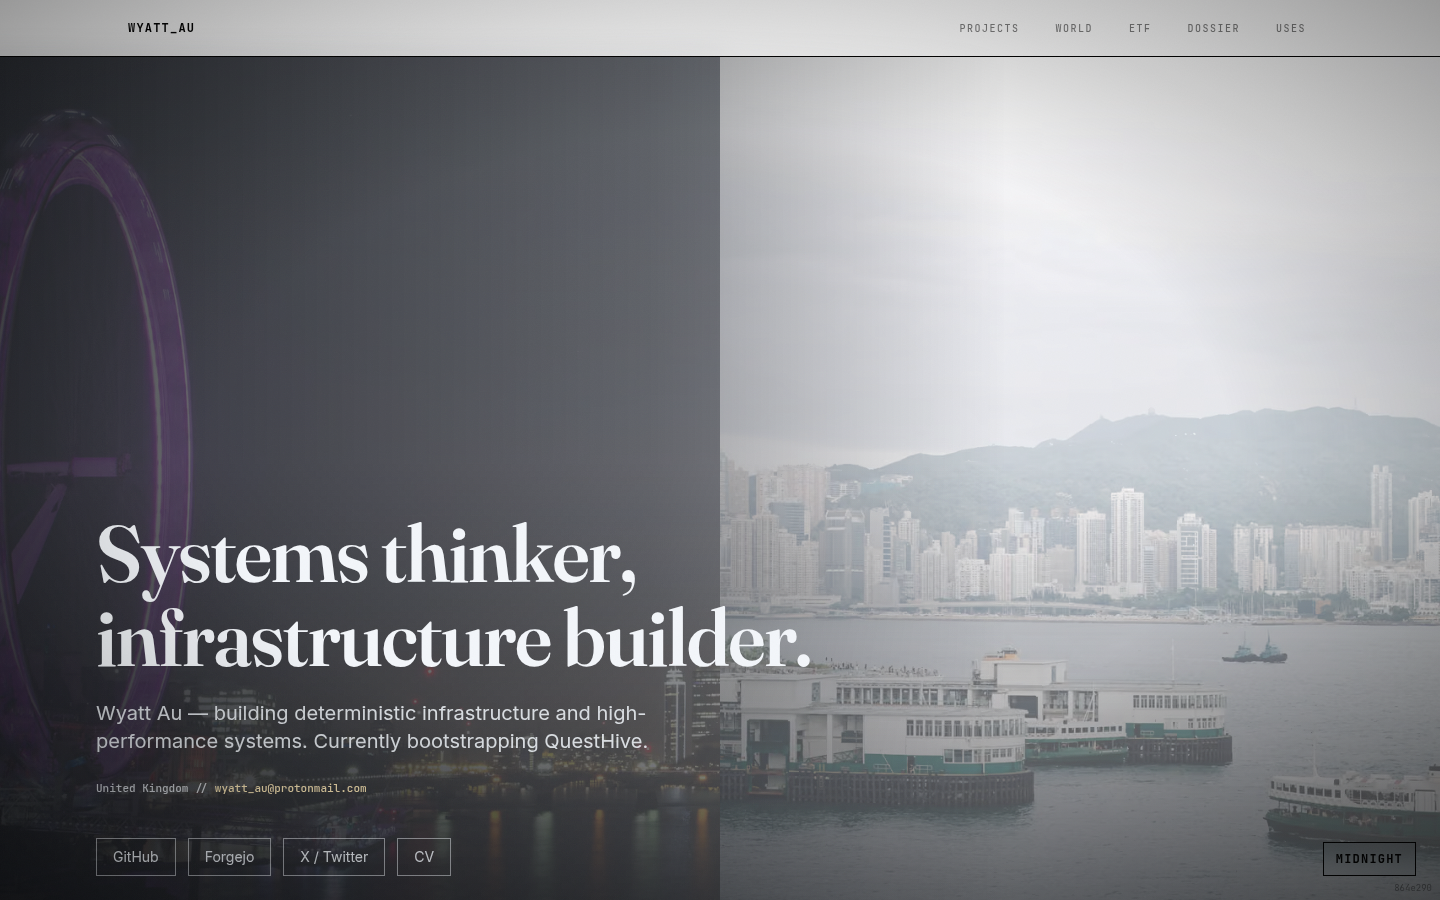 WYATT_AU
PROJECTS WORLD ETF DOSSIER USES
Systems thinker,
infrastructure builder.
Wyatt Au — building deterministic infrastructure and high-
performance systems. Currently bootstrapping QuestHive.
United Kingdom // wyatt_au@protonmail.com
GitHub Forgejo X / Twitter CV
MIDNIGHT